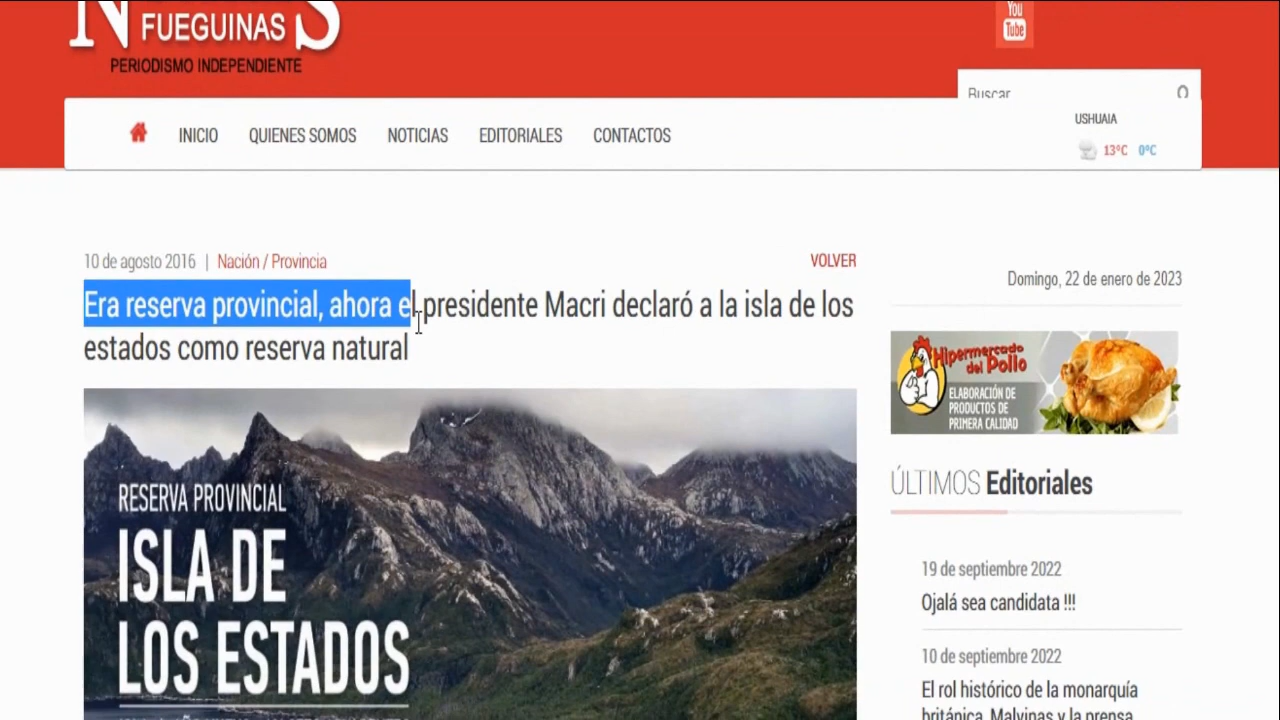 FUEGUINAS
PERIODISMO INDEPENDIENTE
You
Tube
Buscar
INICIO
QUIENES SOMOS
NOTICIAS
EDITORIALES
CONTACTOS
USHUAIA
13ºC 0ºC
10 de agosto 2016 | Nación / Provincia
VOLVER
Era reserva provincial, ahora el presidente Macri declaró a la isla de los
estados como reserva natural
RESERVA PROVINCIAL
ISLA DE
LOS ESTADOS
Domingo, 22 de enero de 2023
Hipermercado
del Pollo
ELABORACIÓN DE
PRODUCTOS DE
PRIMERA CALIDAD
ÚLTIMOS Editoriales
19 de septiembre 2022
Ojalá sea candidata !!!
10 de septiembre 2022
El rol histórico de la monarquía
británica, Malvinas y la prensa